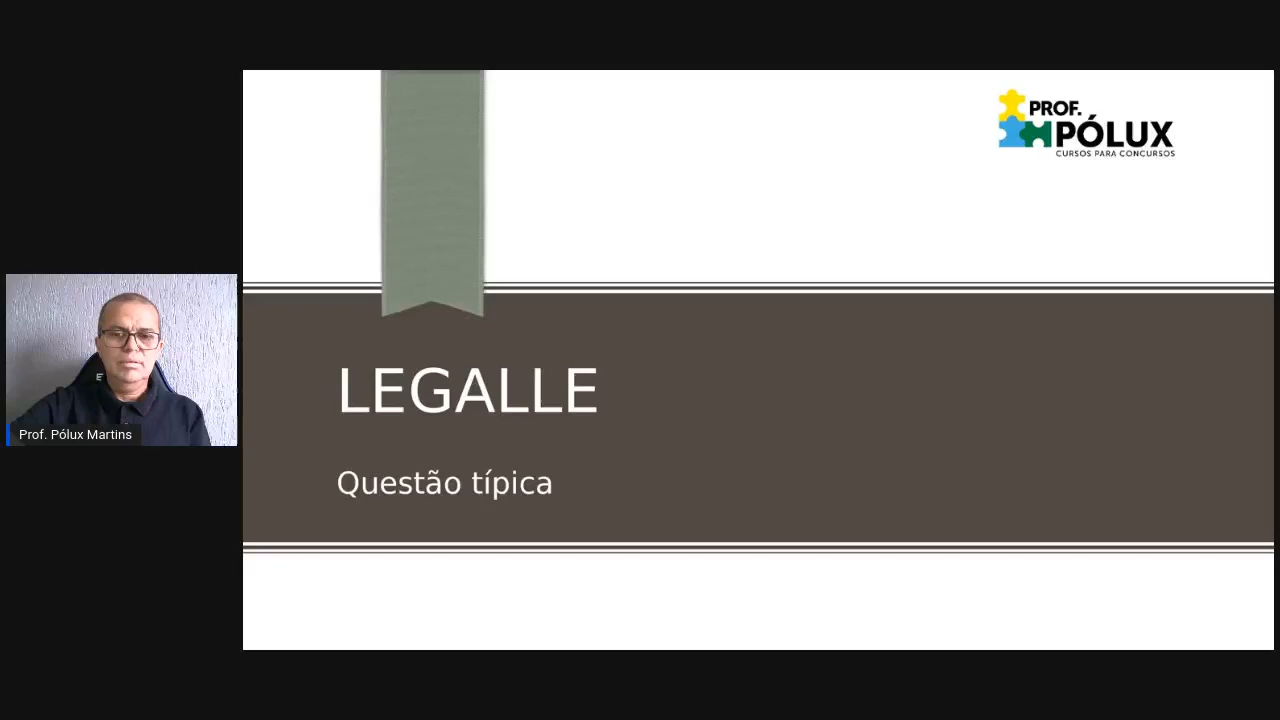 PROF.
PÓLUX
CURSOS PARA CONCURSOS
LEGALLE
Questão típica
E
Prof. Pólux Martins